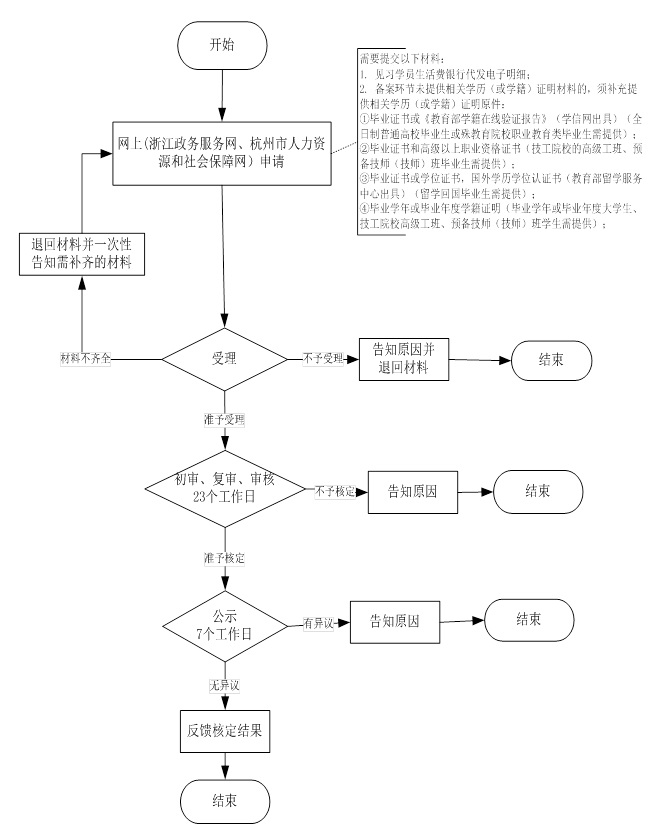 开始
需要提交以下材料:
1. 见习学员生活费银行代发电子明细;
2. 备案环节未提供相关学历（或学籍）证明材料的，须补充提
供相关学历（或学籍）证明原件:
①毕业证书或《教育部学籍在线验证报告》（学信网出具）（全
日制普通高校毕业生或殊教育院校职业教育类毕业生需提供）;
②毕业证书和高级以上职业资格证书（技工院校的高级工班、预
备技师（技师）班毕业生需提供）;
③毕业证书或学位证书，国外学历学位认证书（教育部留学服务
中心出具）（留学回国毕业生需提供）;
④毕业学年或毕业年度学籍证明（毕业学年或毕业年度大学生、
技工院校高级工班、预备技师（技师）班学生需提供）;
网上(浙江政务服务网、杭州市人力资
源和社会保障网）申请
退回材料并一次性
告知需补齐的材料
材料不齐全
受理
不予受理
告知原因并
退回材料
结束
准予受理
初审、复审、审核
23个工作日
不予核定
告知原因
结束
准予核定
公示
7个工作日
有异议
告知原因
结束
无异议
反馈核定结果
结束